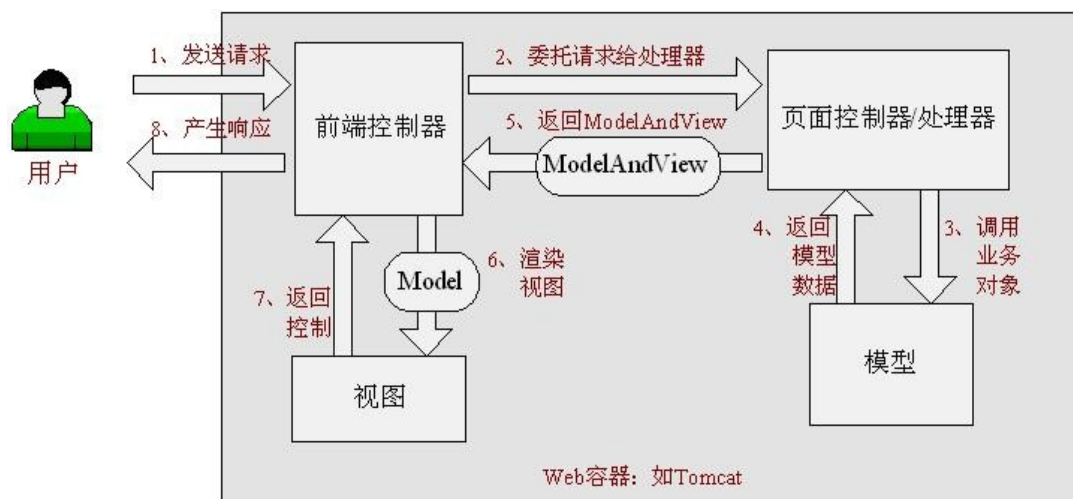 1、发送请求
2、委托请求给处理器
前端控制器
页面控制器/处理器
8、产生响应
5、返回ModelAndView
ModelAndView
用户
4、返回
模型
数据
3、调用
业务
对象
6、渲染
视图
Model
7、返回
控制
模型
视图
Web容器：如Tomcat